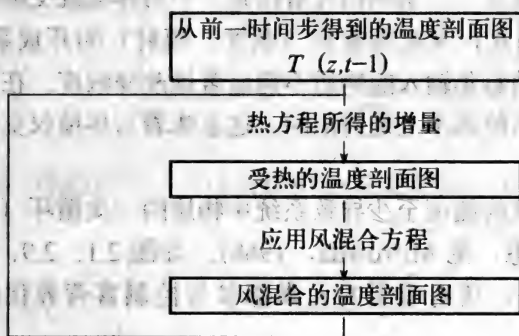 从前一时间步得到的温度剖面图
T (z,t−1)
热方程所得的增量
受热的温度剖面图
应用风混合方程
风混合的温度剖面图